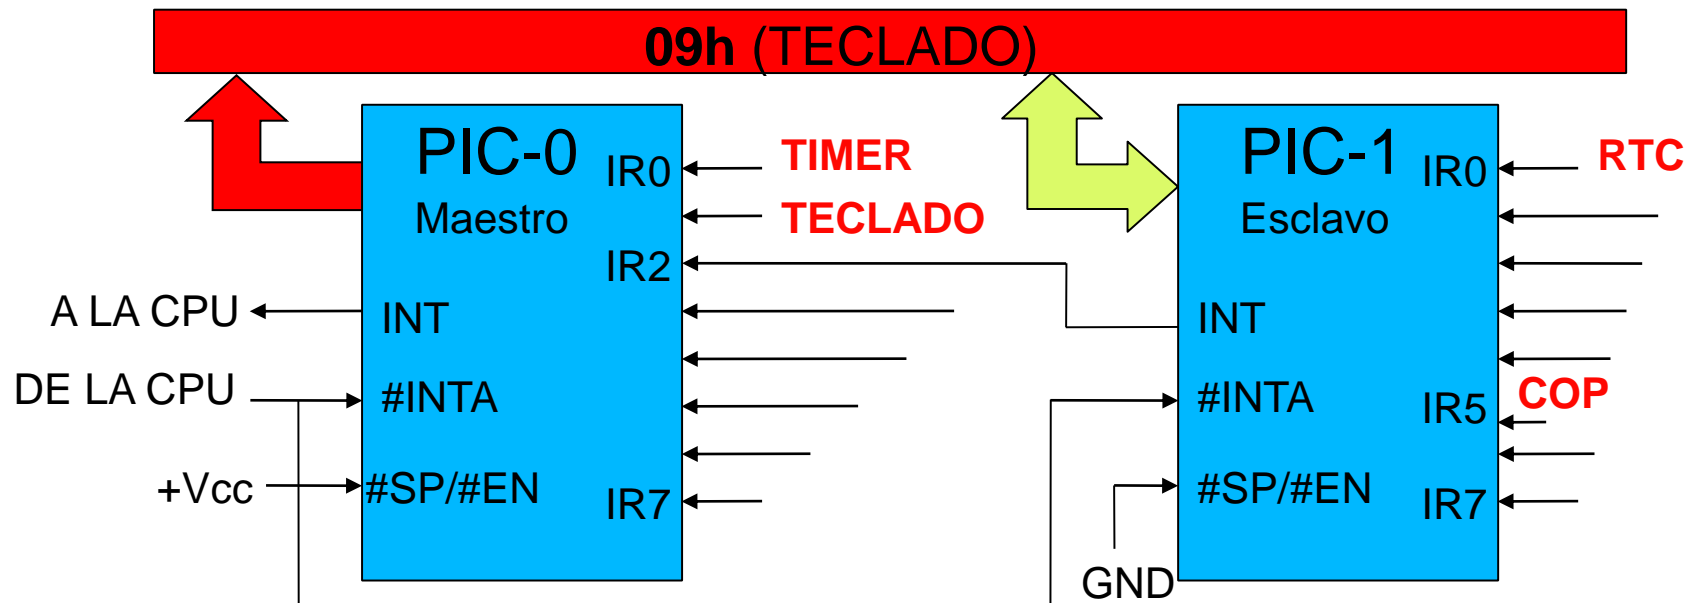 09h (TECLADO)
PIC-0
Maestro
IR0
TIMER
TECLADO
IR2
A LA CPU
INT
DE LA CPU
#INTA
+Vcc
#SP/#EN
IR7
PIC-1
Esclavo
IR0
RTC
INT
#INTA
IR5
COP
#SP/#EN
IR7
GND